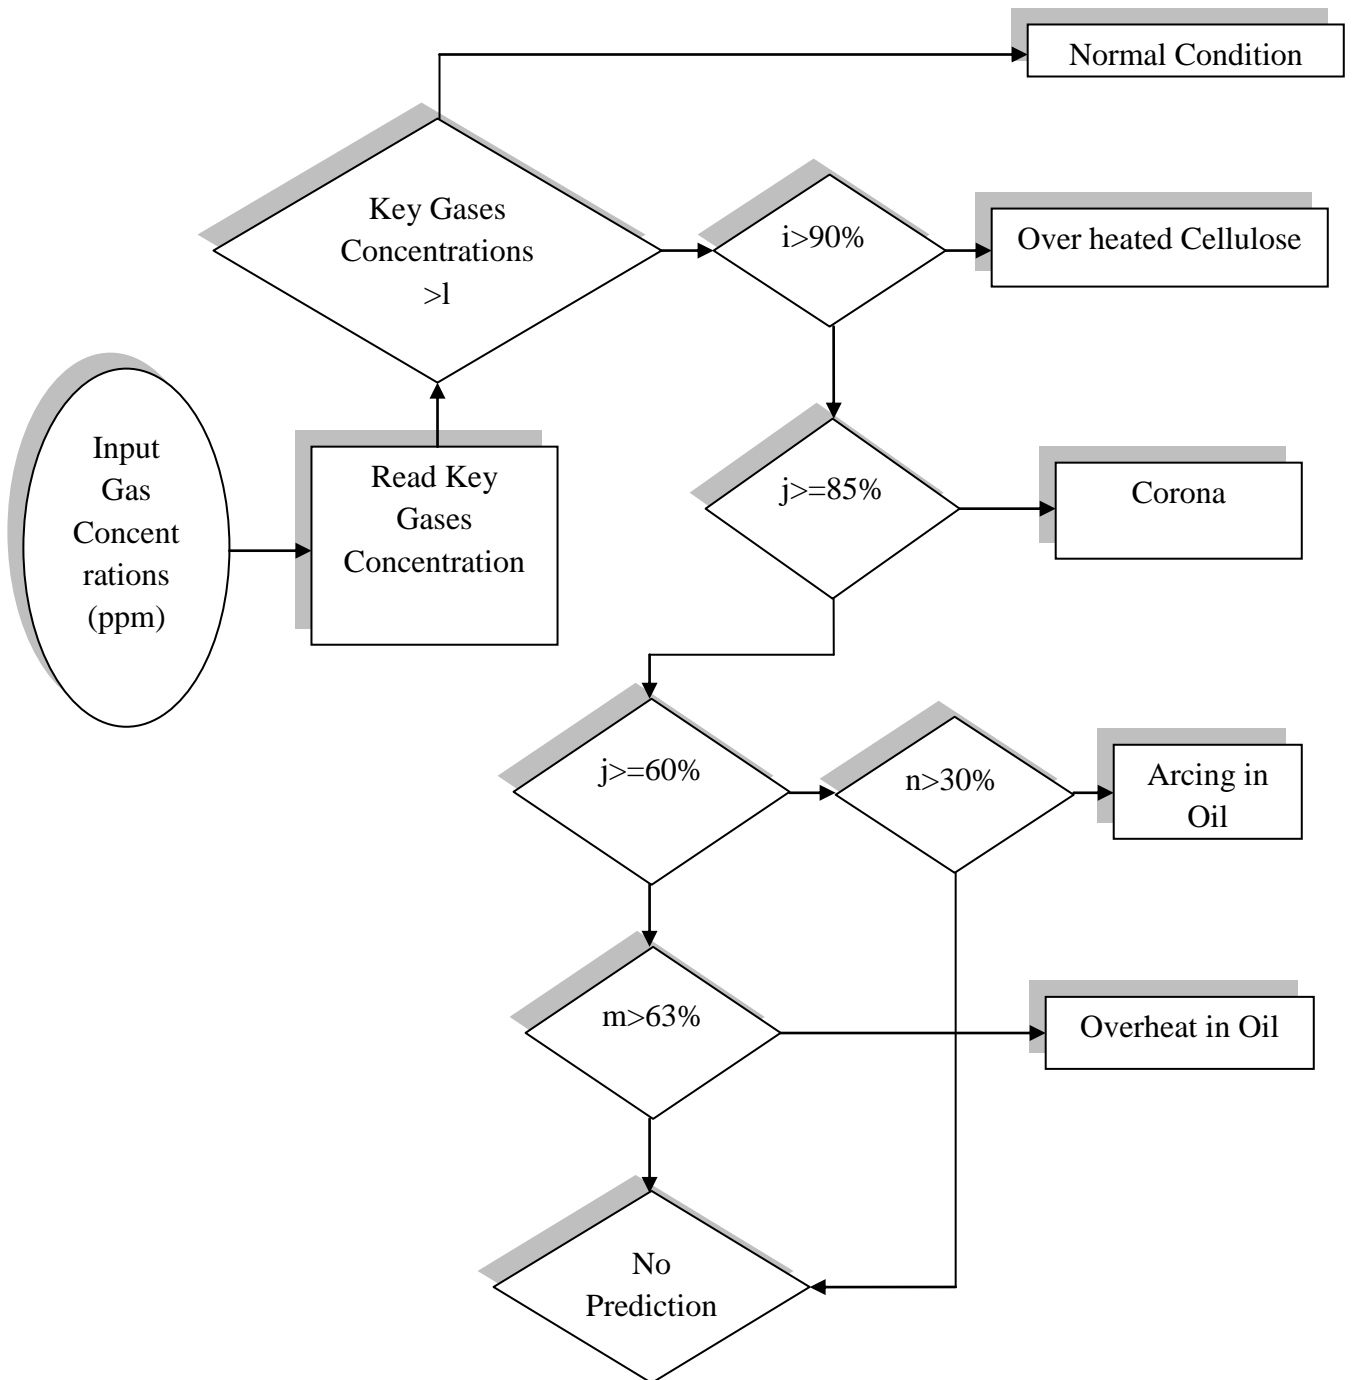 Normal Condition
Key Gases
Concentrations
>l
i>90%
Over heated Cellulose
Input
Gas
Concent
rations
(ppm)
Read Key
Gases
Concentration
j>=85%
Corona
j>=60%
n>30%
Arcing in
Oil
m>63%
Overheat in Oil
No
Prediction